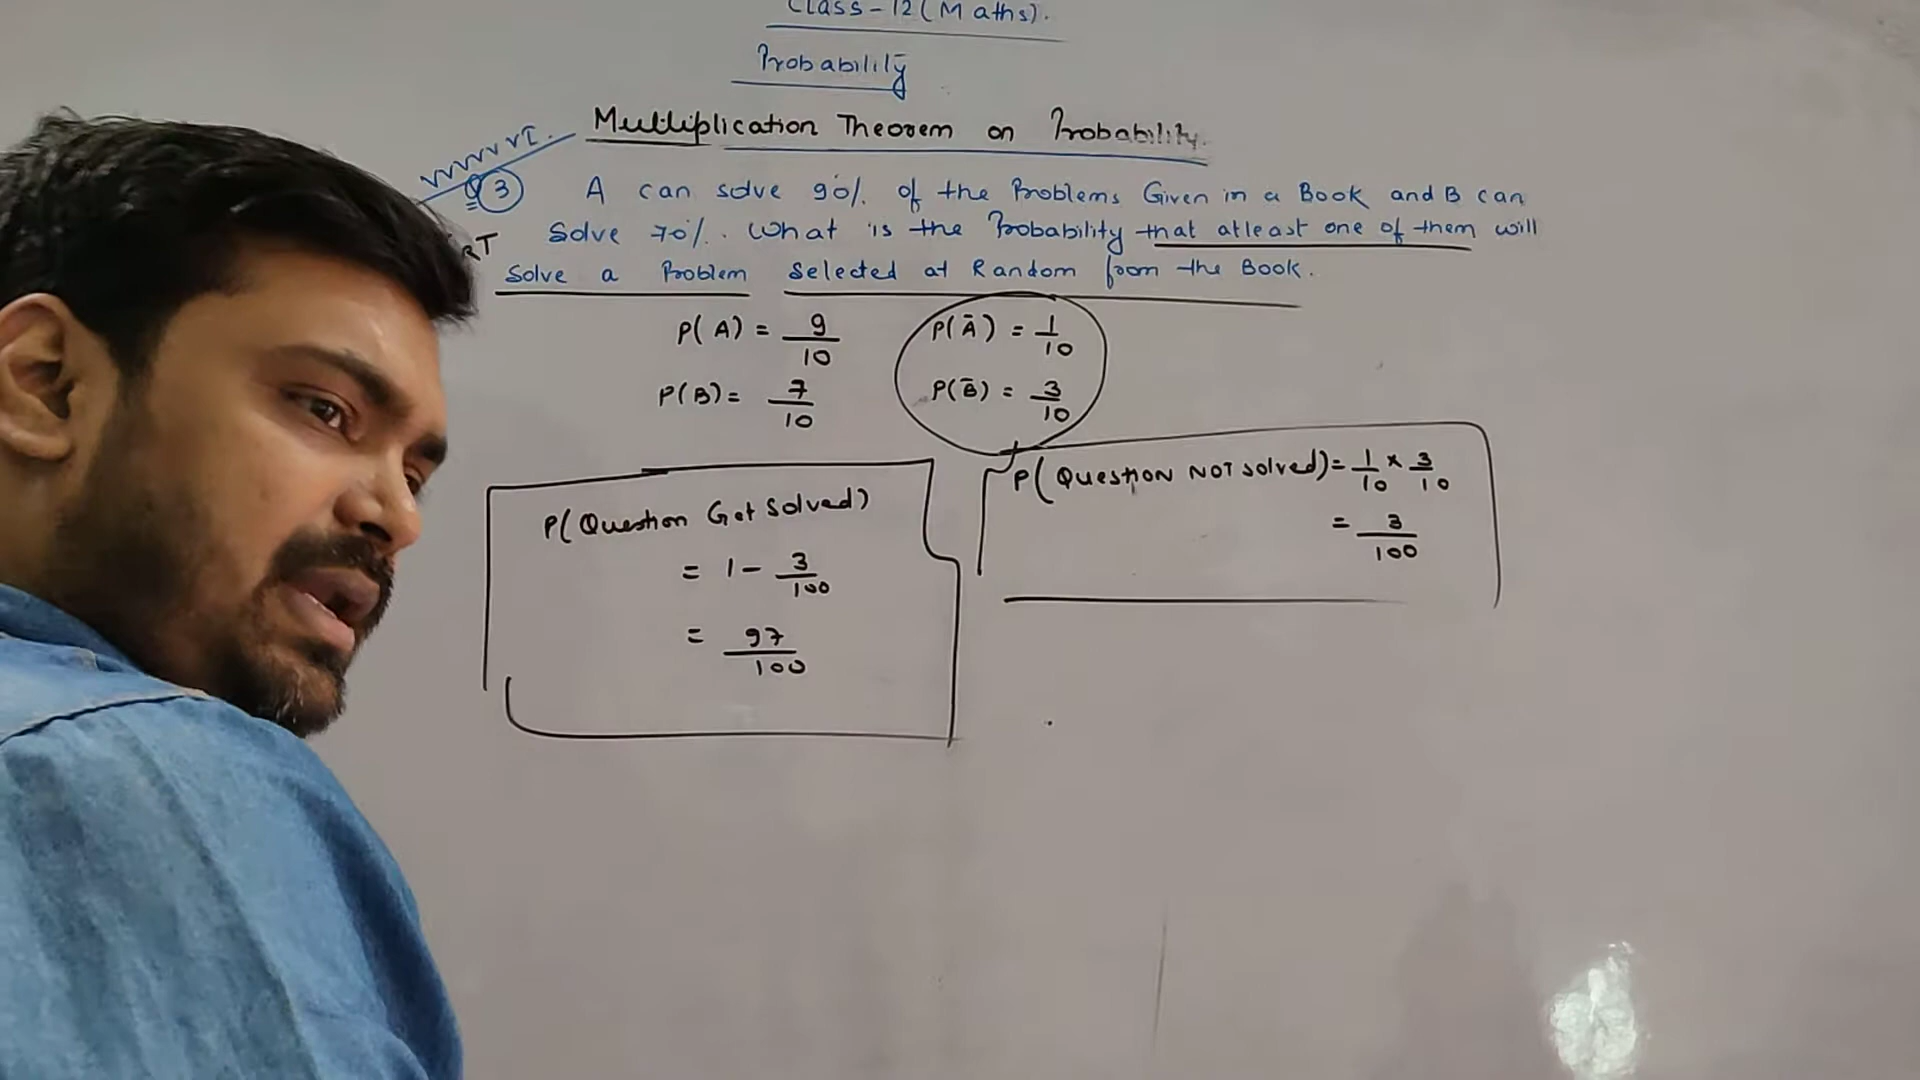 Class-12 (Maths).
Probability
Multiplication Theorem on Probability.
VVVVVI.
Q 3 A can solve 90% of the Problems Given in a Book and B can
Solve 70%. What is the Probability that atleast one of them will
Solve a Problem Selected at Random from the Book.
P(A) = 9/10 P(Ā) = 1/10
P(B) = 7/10 P(B̄) = 3/10
P(Question NOT solved) = 1/10 × 3/10
= 3/100
P(Question Get Solved)
= 1 - 3/100
= 97/100